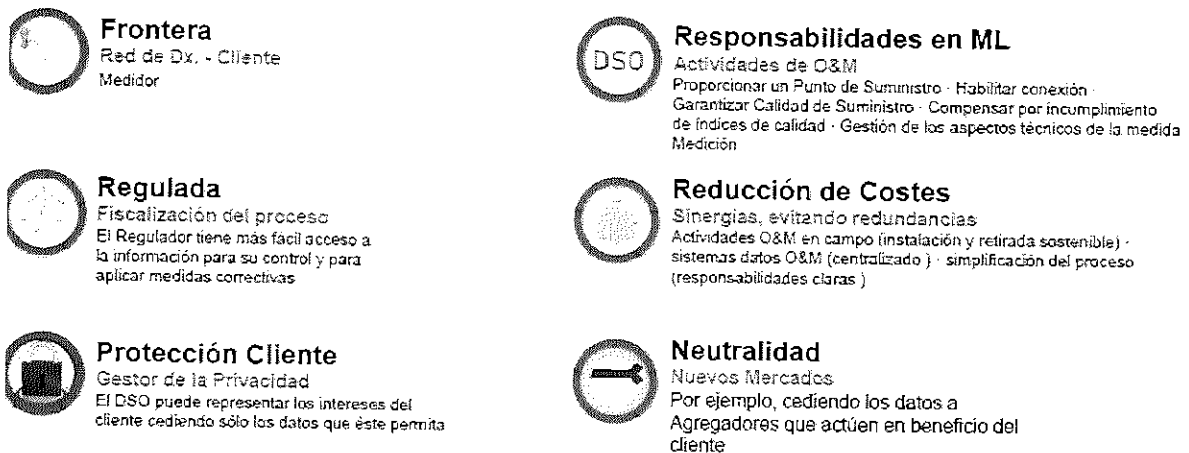 Frontera
Red de Dx. - Cliente
Medidor
Regulada
Fiscalización del proceso
El Regulador tiene más fácil acceso a
la información para su control y para
aplicar medidas correctivas
Protección Cliente
Gestor de la Privacidad
El DSO puede representar los intereses del
cliente cediendo sólo los datos que éste permita
DSO
Responsabilidades en ML
Actividades de O&M
Proporcionar un Punto de Suministro · Habilitar conexión ·
Garantizar Calidad de Suministro · Compensar por incumplimiento
de índices de calidad · Gestión de los aspectos técnicos de la medida
Medición
Reducción de Costes
Sinergias, evitando redundancias
Actividades O&M en campo (instalación y retirada sostenible) ·
sistemas datos O&M (centralizado ) · simplificación del proceso
(responsabilidades claras )
Neutralidad
Nuevos Mercados
Por ejemplo, cediendo los datos a
Agregadores que actúen en beneficio del
cliente